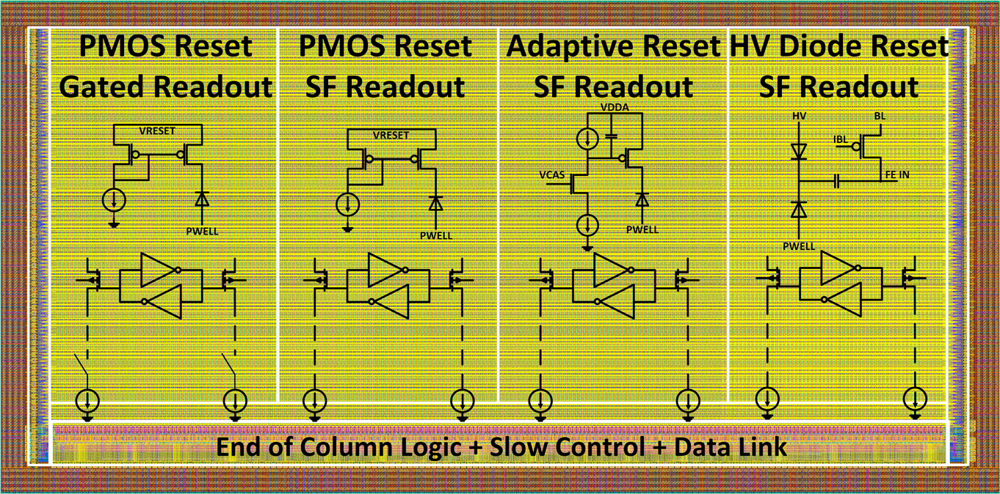 PMOS Reset
Gated Readout
VRESET
PWELL
PMOS Reset
SF Readout
VRESET
PWELL
Adaptive Reset
SF Readout
VDDA
VCAS
PWELL
HV Diode Reset
SF Readout
HV
BL
IBL
FE IN
PWELL
End of Column Logic + Slow Control + Data Link